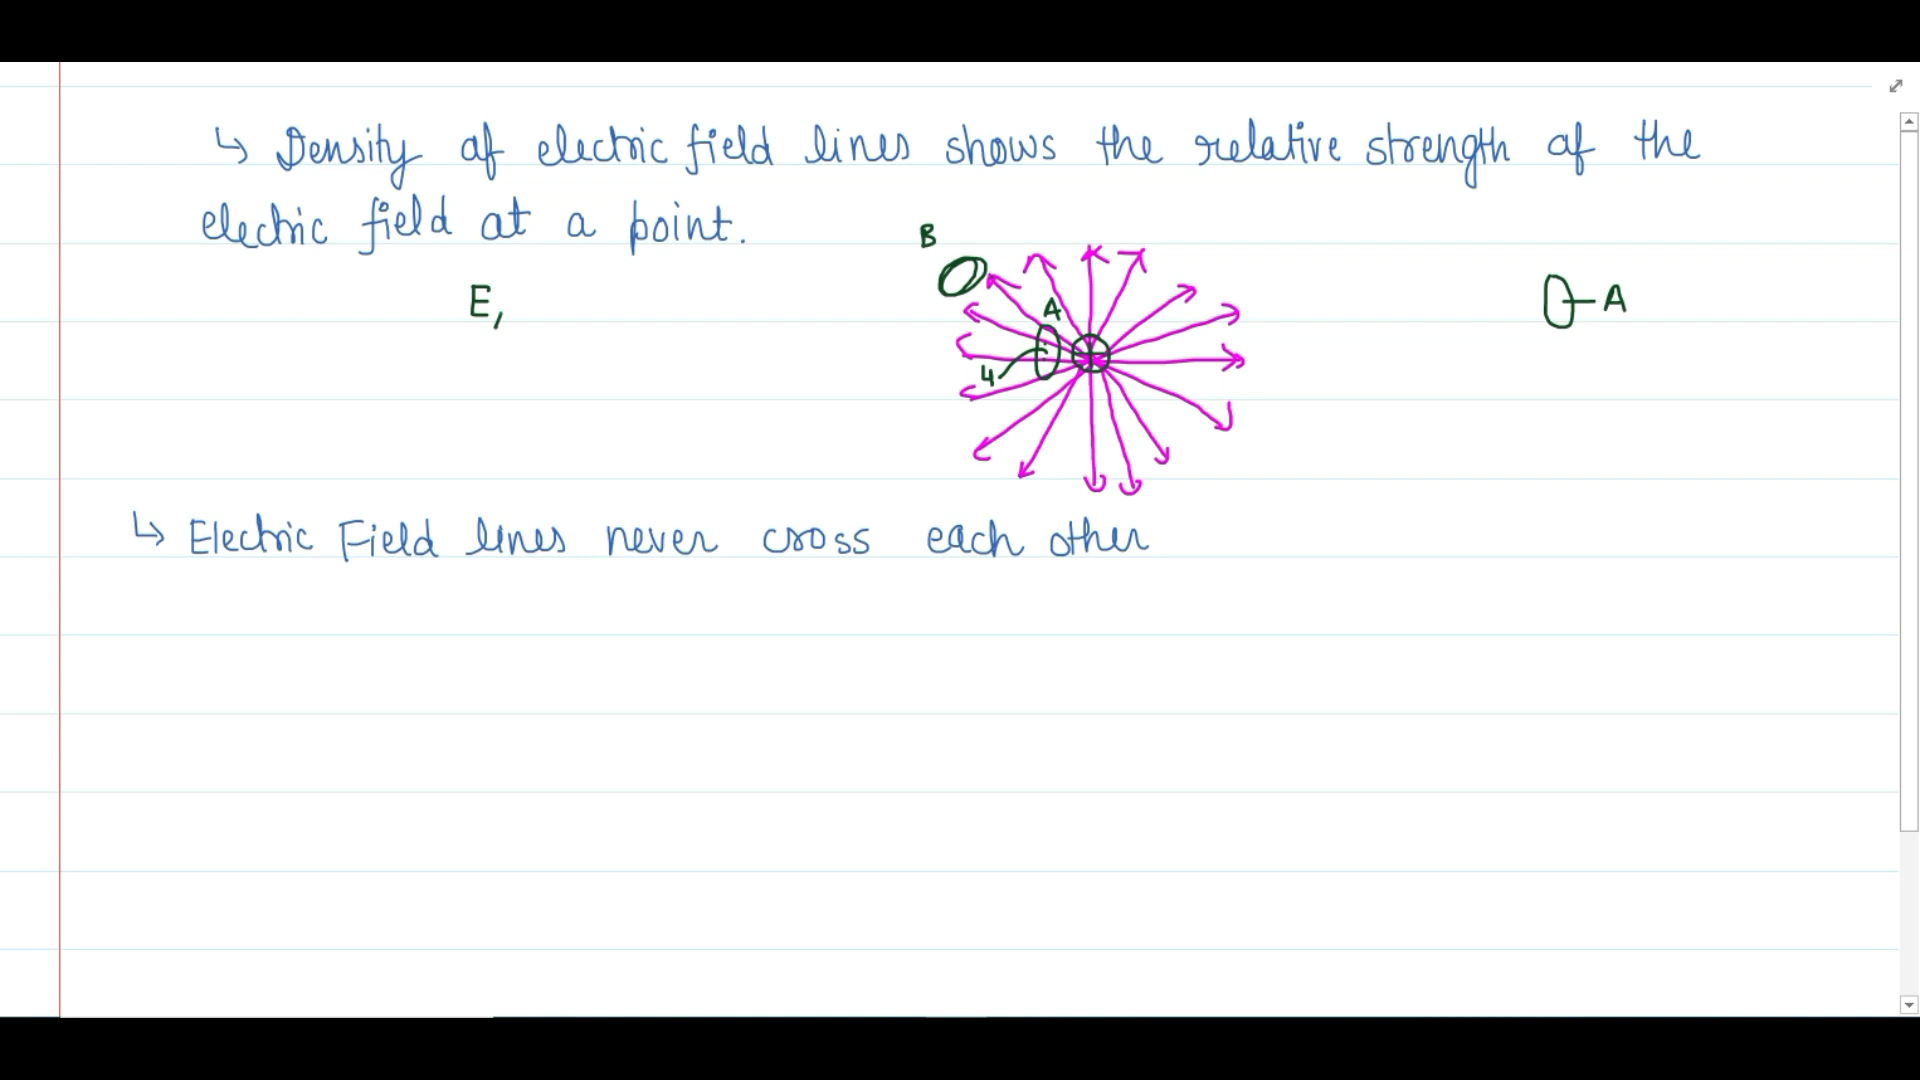 ↳ Density of electric field lines shows the relative strength of the
electric field at a point.
B
E,
A
A
4
↳ Electric Field lines never cross each other